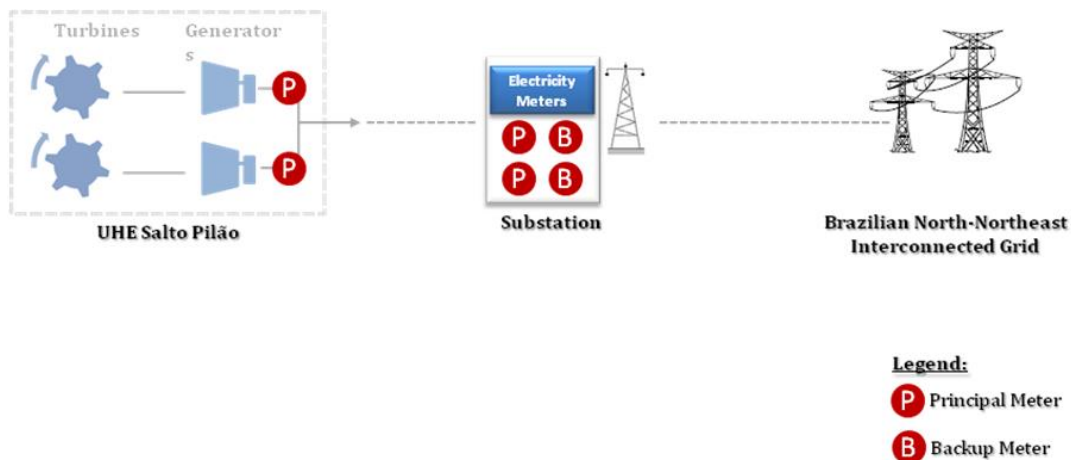 Turbines
Generator
s
P
P
Electricity
Meters
P B
P B
UHE Salto Pilão
Substation
Brazilian North-Northeast
Interconnected Grid
Legend:
P Principal Meter
B Backup Meter